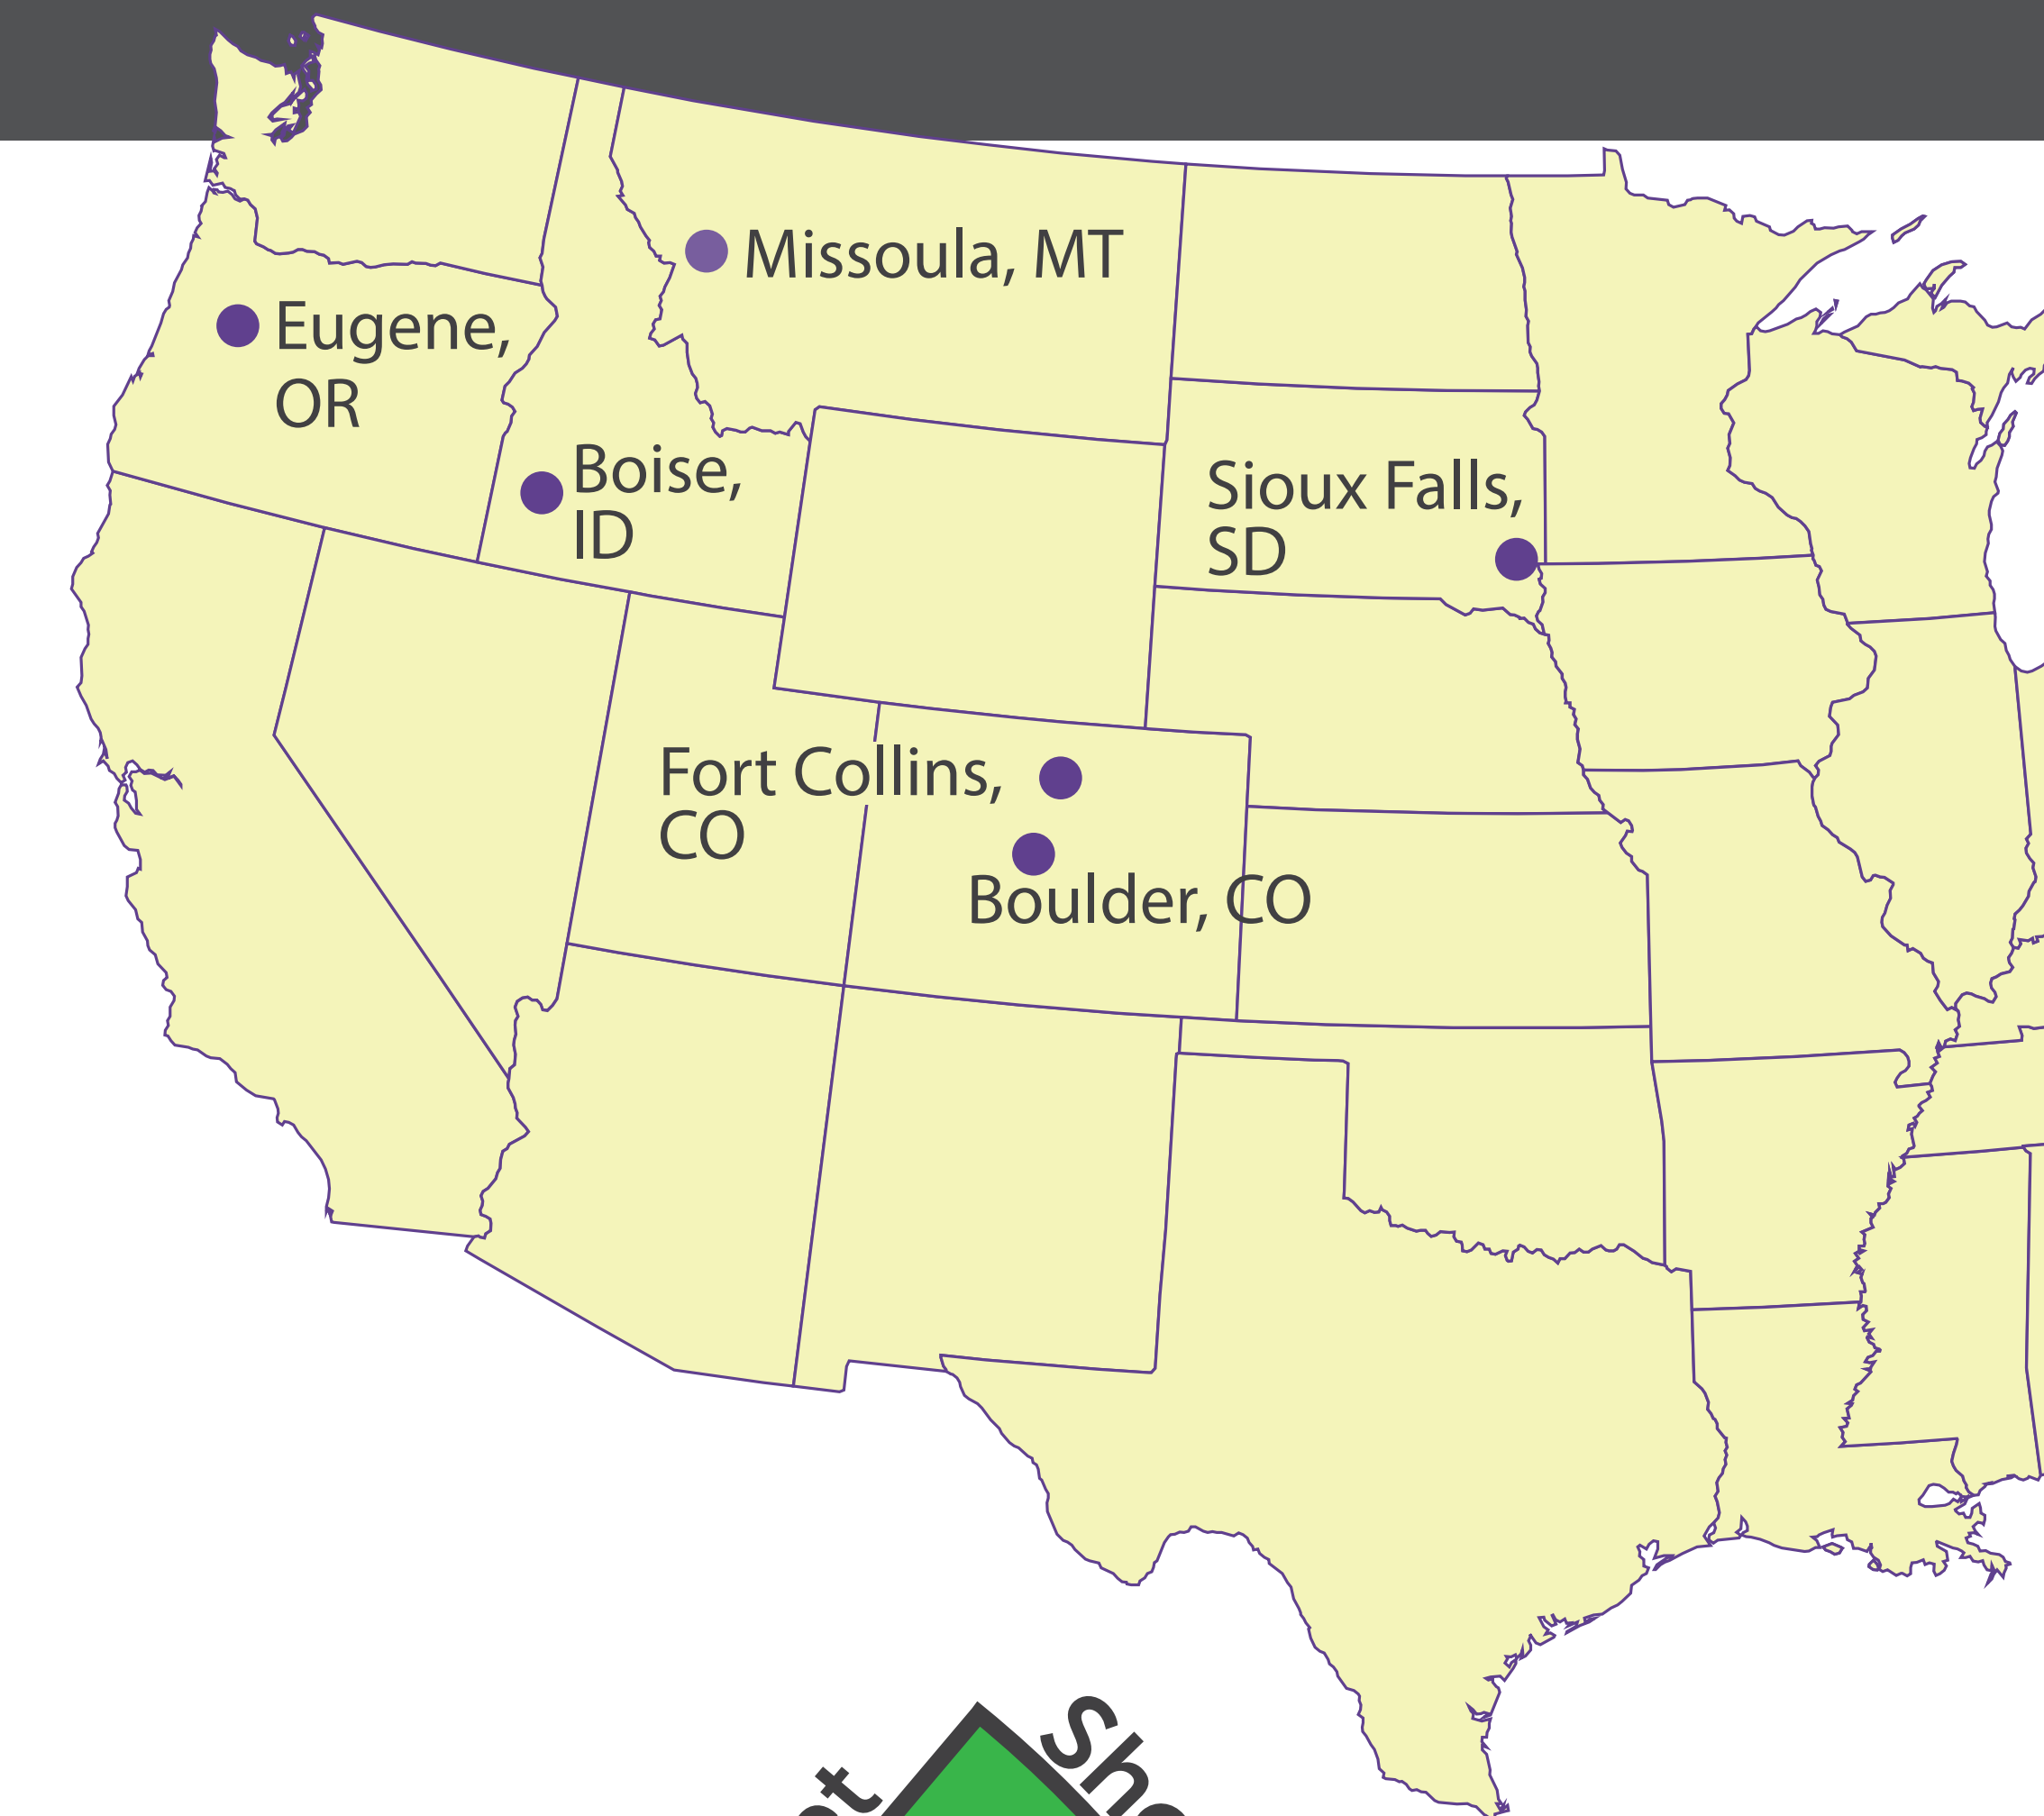 Missoula, MT
Eugene,
OR
Boise,
ID
Sioux Falls,
SD
Fort Collins,
CO
Boulder, CO